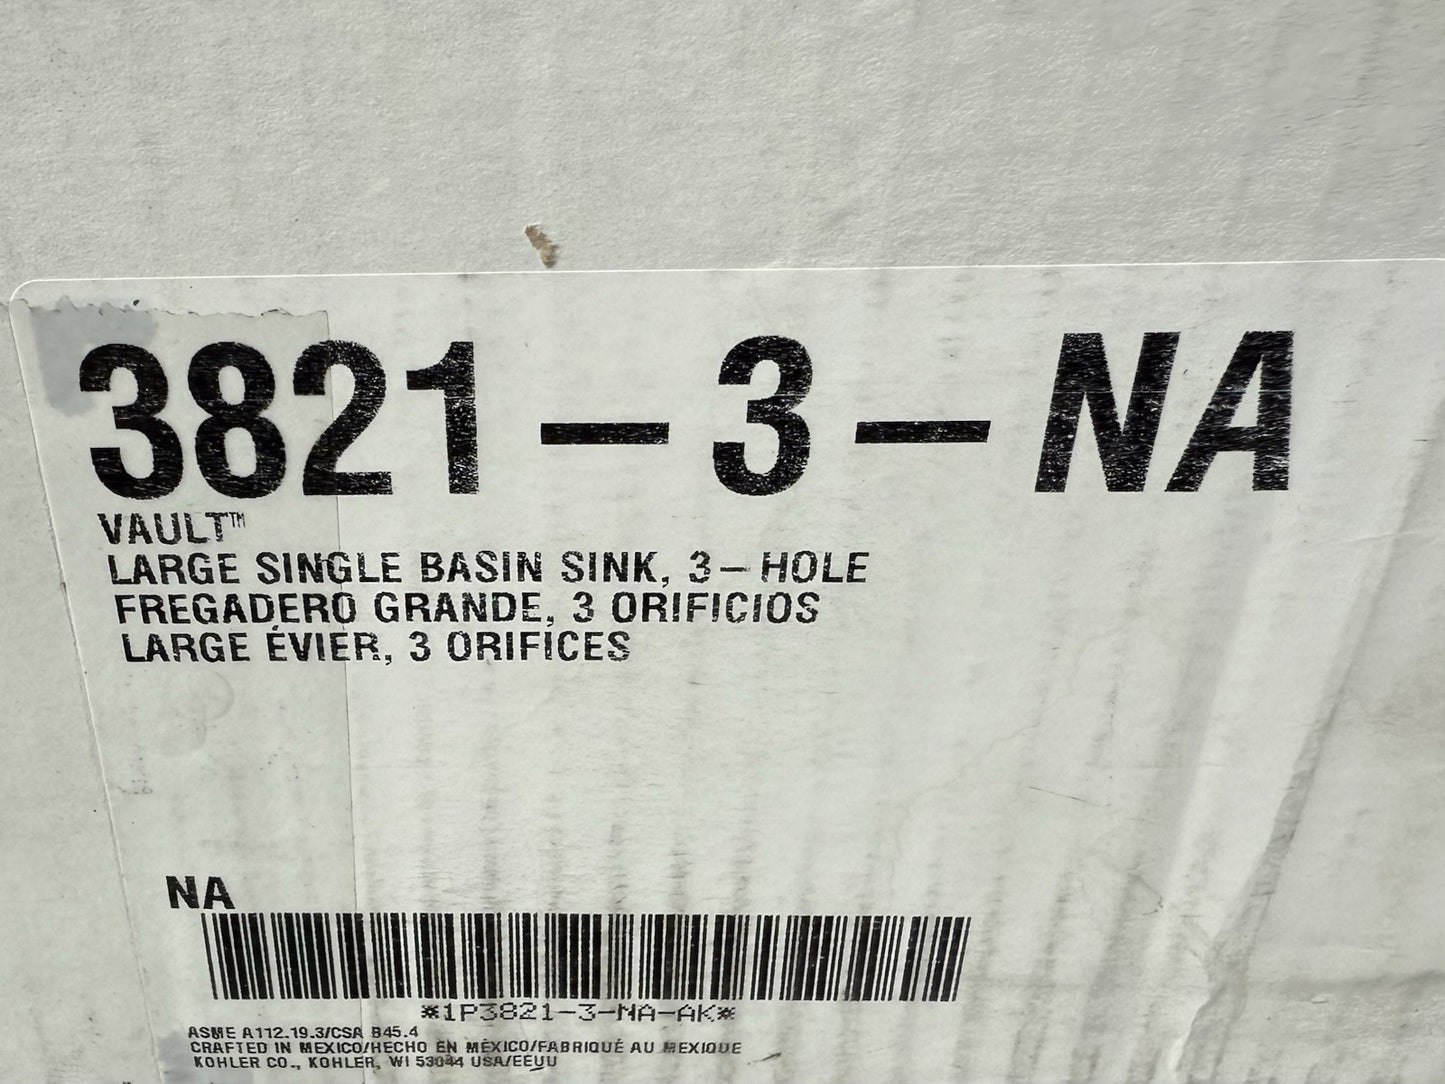 3821-3-NA
VAULT™
LARGE SINGLE BASIN SINK, 3-HOLE
FREGADERO GRANDE, 3 ORIFICIOS
LARGE ÉVIER, 3 ORIFICES
NA
*1P3821-3-NA-AK*
ASME A112.19.3/CSA B45.4
CRAFTED IN MEXICO/HECHO EN MÉXICO/FABRIQUÉ AU MEXIQUE
KOHLER CO., KOHLER, WI 53044 USA/EEUU